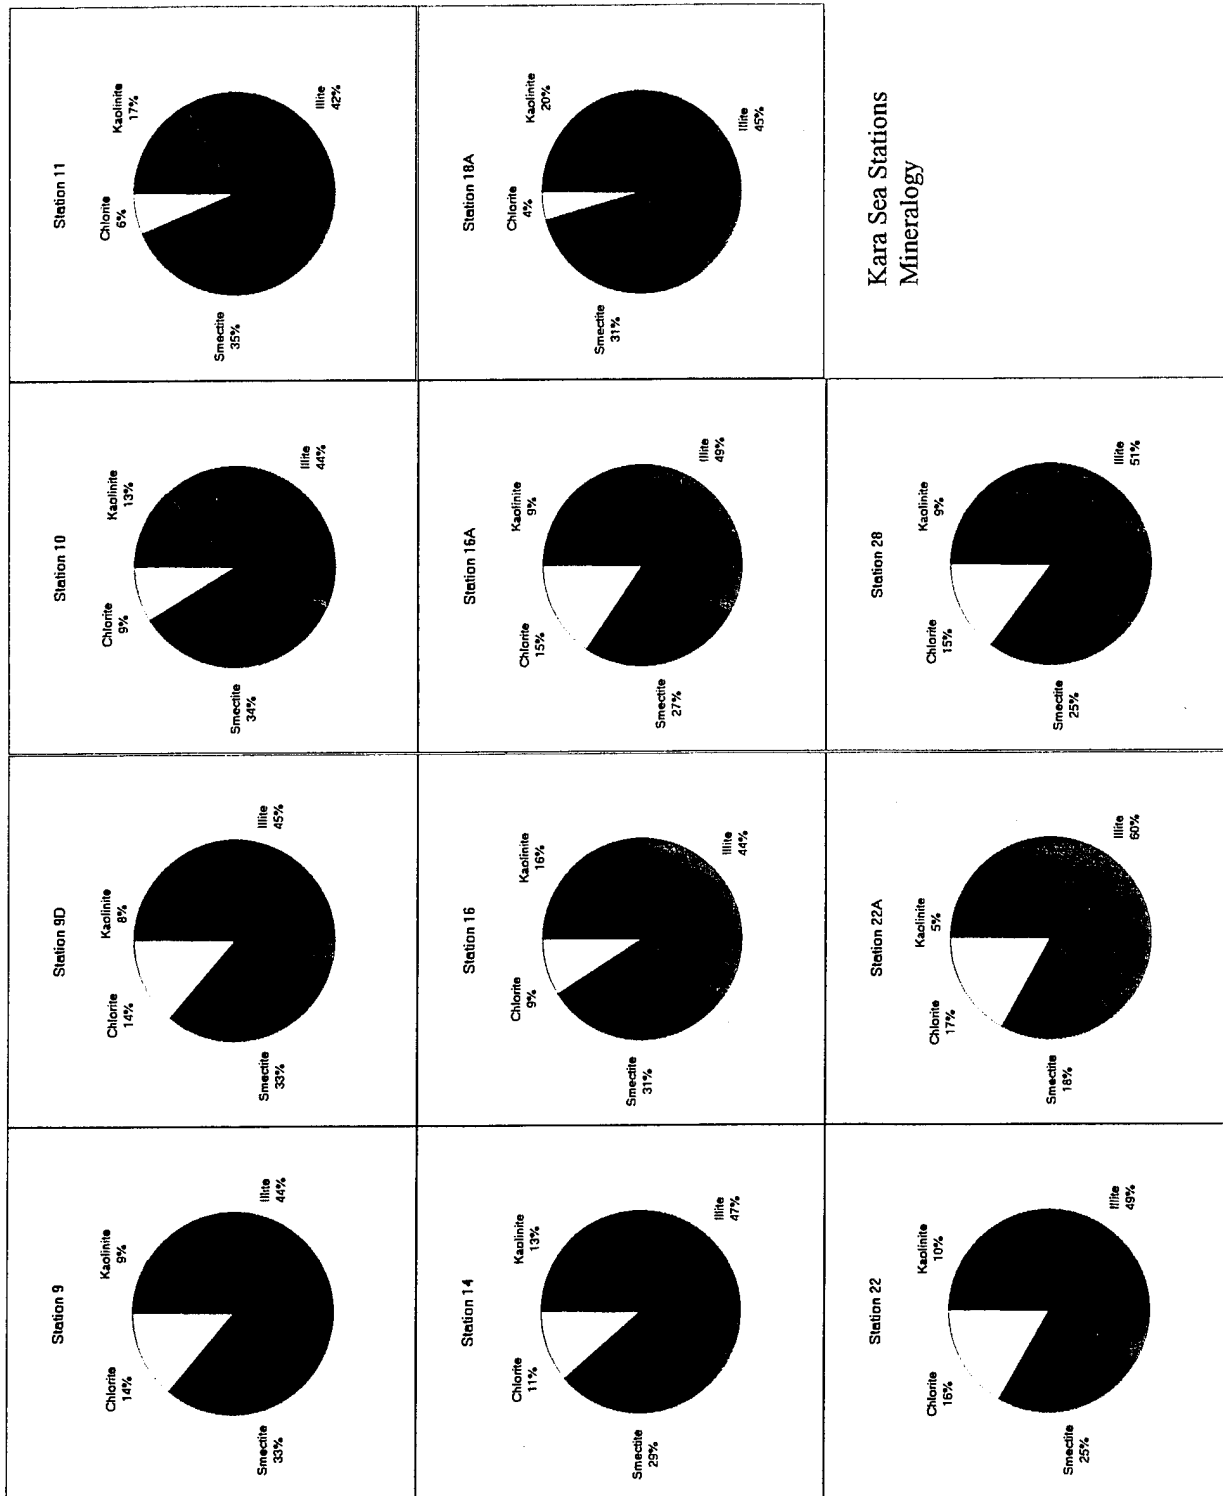 Station 9
Kaolinite
9%
Chlorite
14%
Illite
44%
Smectite
33%
Station 9D
Kaolinite
8%
Chlorite
14%
Illite
45%
Smectite
33%
Station 10
Kaolinite
13%
Chlorite
9%
Illite
44%
Smectite
34%
Station 11
Kaolinite
17%
Chlorite
6%
Illite
42%
Smectite
35%
Station 14
Kaolinite
13%
Chlorite
11%
Illite
47%
Smectite
29%
Station 16
Kaolinite
16%
Chlorite
9%
Illite
44%
Smectite
31%
Station 16A
Kaolinite
9%
Chlorite
15%
Illite
49%
Smectite
27%
Station 18A
Kaolinite
20%
Chlorite
4%
Illite
45%
Smectite
31%
Station 22
Kaolinite
10%
Chlorite
16%
Illite
49%
Smectite
25%
Station 22A
Kaolinite
5%
Chlorite
17%
Illite
60%
Smectite
18%
Station 28
Kaolinite
9%
Chlorite
15%
Illite
51%
Smectite
25%
Kara Sea Stations
Mineralogy